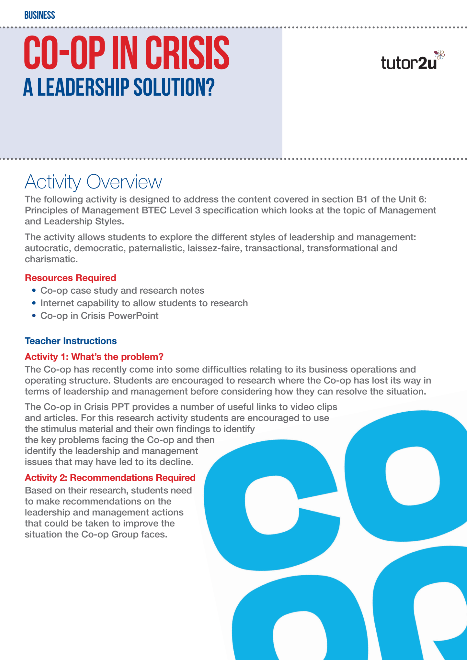 BUSINESS
CO-OP IN CRISIS
A LEADERSHIP SOLUTION?
tutor2u
Activity Overview
The following activity is designed to address the content covered in section B1 of the Unit 6:
Principles of Management BTEC Level 3 specification which looks at the topic of Management
and Leadership Styles.
The activity allows students to explore the different styles of leadership and management:
autocratic, democratic, paternalistic, laissez-faire, transactional, transformational and
charismatic.
Resources Required
• Co-op case study and research notes
• Internet capability to allow students to research
• Co-op in Crisis PowerPoint
Teacher Instructions
Activity 1: What's the problem?
The Co-op has recently come into some difficulties relating to its business operations and
operating structure. Students are encouraged to research where the Co-op has lost its way in
terms of leadership and management before considering how they can resolve the situation.
The Co-op in Crisis PPT provides a number of useful links to video clips
and articles. For this research activity students are encouraged to use
the stimulus material and their own findings to identify
the key problems facing the Co-op and then
identify the leadership and management
issues that may have led to its decline.
Activity 2: Recommendations Required
Based on their research, students need
to make recommendations on the
leadership and management actions
that could be taken to improve the
situation the Co-op Group faces.
CO
OP